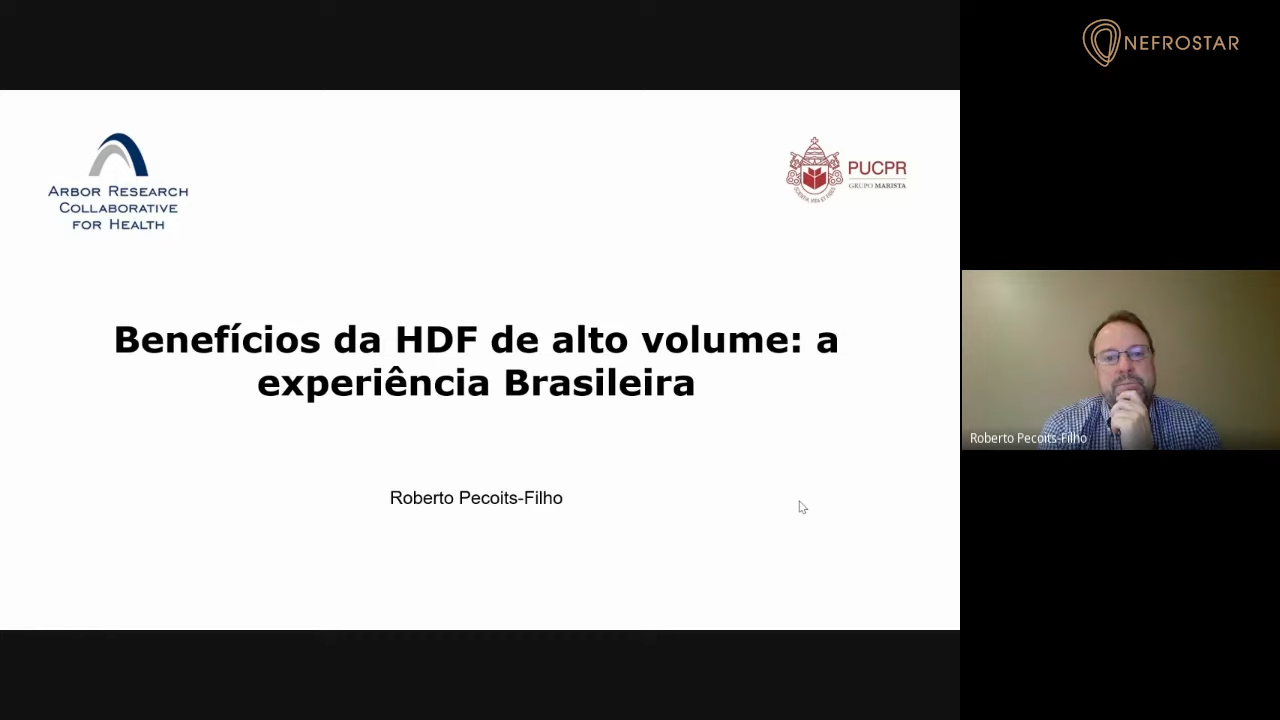 NEFROSTAR
ARBOR RESEARCH
COLLABORATIVE
FOR HEALTH
PUCPR
GRUPO MARISTA
Benefícios da HDF de alto volume: a
experiência Brasileira
Roberto Pecoits-Filho
Roberto Pecoits-Filho